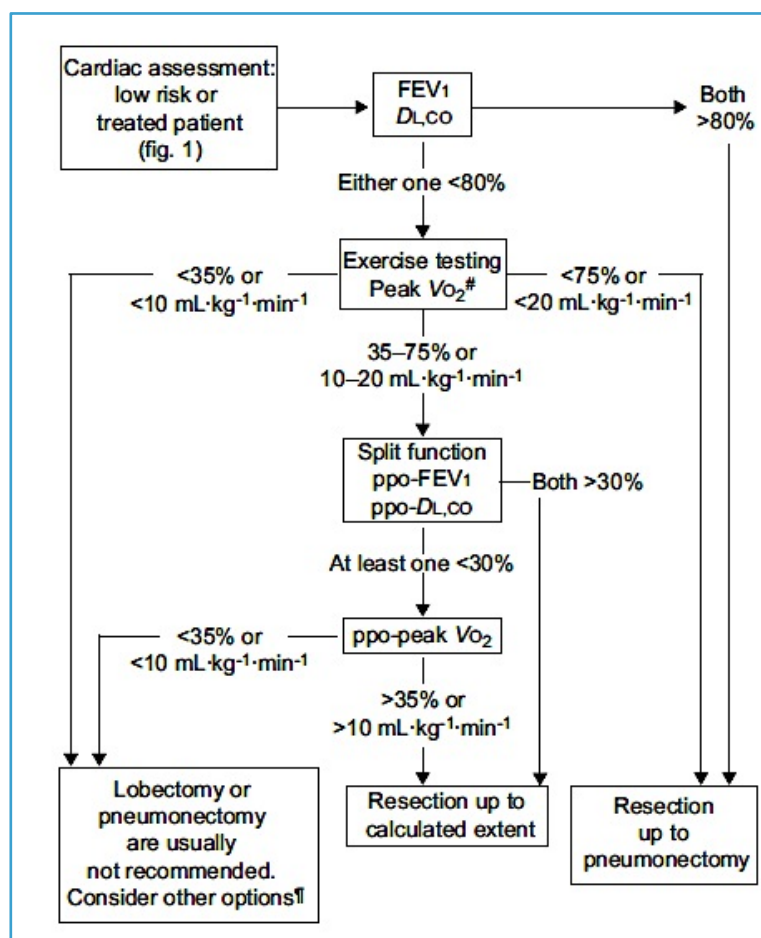 Cardiac assessment:
low risk or
treated patient
(fig. 1)
FEV1
DL,CO
Both
>80%
Either one <80%
<35% or
<10 mL·kg-1·min-1
Exercise testing
Peak VO2#
<75% or
<20 mL·kg-1·min-1
35–75% or
10–20 mL·kg-1·min-1
Split function
ppo-FEV1
ppo-DL,CO
Both >30%
At least one <30%
<35% or
<10 mL·kg-1·min-1
ppo-peak VO2
>35% or
>10 mL·kg-1·min-1
Lobectomy or
pneumonectomy
are usually
not recommended.
Consider other options¶
Resection up to
calculated extent
Resection
up to
pneumonectomy